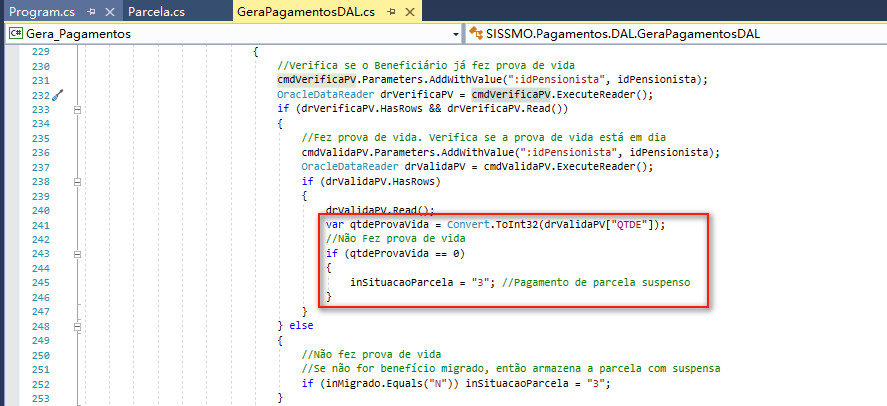 Program.cs
Parcela.cs
GeraPagamentosDAL.cs
C# Gera_Pagamentos
SISSMO.Pagamentos.DAL.GeraPagamentosDAL
229 {
230 //Verifica se o Beneficiário já fez prova de vida
231 cmdVerificaPV.Parameters.AddWithValue(":idPensionista", idPensionista);
232 OracleDataReader drVerificaPV = cmdVerificaPV.ExecuteReader();
233 if (drVerificaPV.HasRows && drVerificaPV.Read())
234 {
235 //Fez prova de vida. Verifica se a prova de vida está em dia
236 cmdValidaPV.Parameters.AddWithValue(":idPensionista", idPensionista);
237 OracleDataReader drValidaPV = cmdValidaPV.ExecuteReader();
238 if (drValidaPV.HasRows)
239 {
240 drValidaPV.Read();
241 var qtdeProvaVida = Convert.ToInt32(drValidaPV["QTDE"]);
242 //Não Fez prova de vida
243 if (qtdeProvaVida == 0)
244 {
245 inSituacaoParcela = "3"; //Pagamento de parcela suspenso
246 }
247 }
248 } else
249 {
250 //Não fez prova de vida
251 //Se não for benefício migrado, então armazena a parcela com suspensa
252 if (inMigrado.Equals("N")) inSituacaoParcela = "3";
253 }